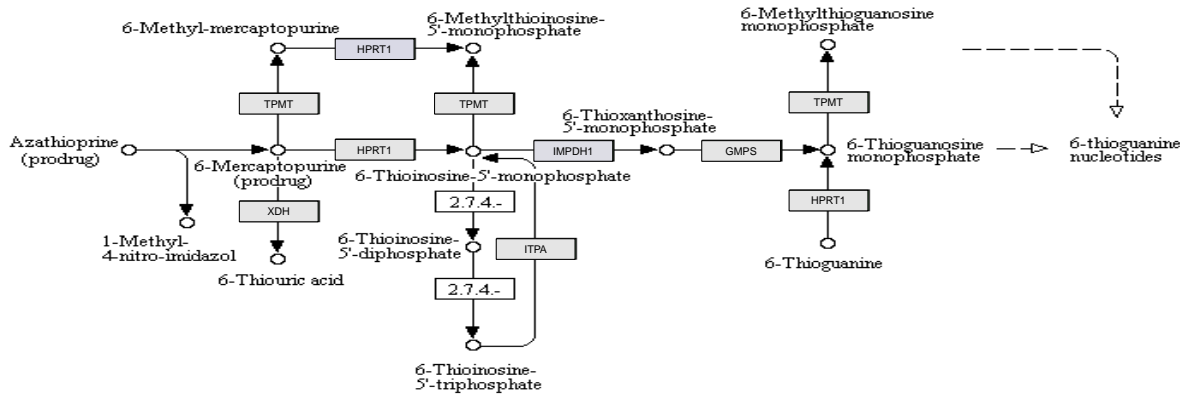 6-Methyl-mercaptopurine
6-Methylthioinosine-
5'-monophosphate
6-Methylthioguanosine
monophosphate
HPRT1
TPMT
TPMT
TPMT
Azathioprine
(prodrug)
HPRT1
6-Thioxanthosine-
5'-monophosphate
IMPDH1
GMPS
6-Mercaptopurine
(prodrug)
6-Thioinosine-5'-monophosphate
6-Thioguanosine
monophosphate
6-thioguanine
nucleotides
XDH
2.7.4.-
HPRT1
1-Methyl-
4-nitro-imidazol
6-Thioinosine-
5'-diphosphate
ITPA
6-Thioguanine
6-Thiouric acid
2.7.4.-
6-Thioinosine-
5'-triphosphate